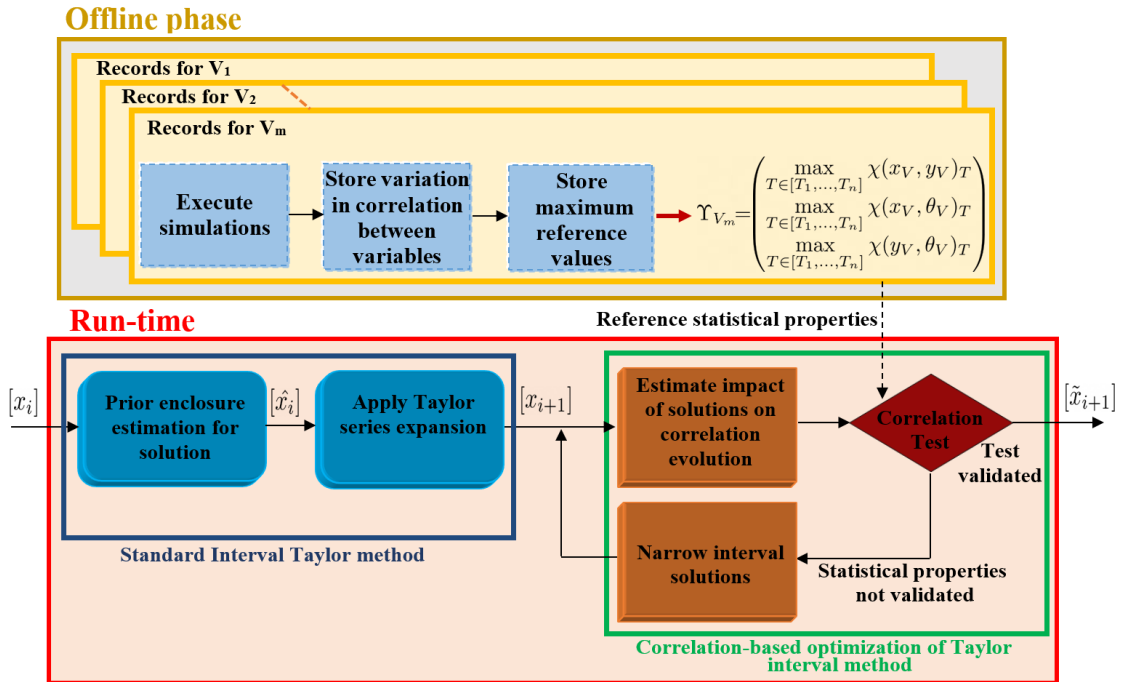 Offline phase
Records for V₁
Records for V₂
Records for Vₘ
Execute
simulations
Store variation
in correlation
between
variables
Store
maximum
reference
values
Υ_{V_m} =
max χ(x_V, y_V)_T
T∈[T₁,...,Tₙ]
max χ(x_V, θ_V)_T
T∈[T₁,...,Tₙ]
max χ(y_V, θ_V)_T
T∈[T₁,...,Tₙ]
Run-time
Reference statistical properties
[x_i]
Prior enclosure
estimation for
solution
[x̂_i]
Apply Taylor
series expansion
[x_{i+1}]
Standard Interval Taylor method
Estimate impact
of solutions on
correlation
evolution
Correlation
Test
[x̃_{i+1}]
Test
validated
Narrow interval
solutions
Statistical properties
not validated
Correlation-based optimization of Taylor
interval method